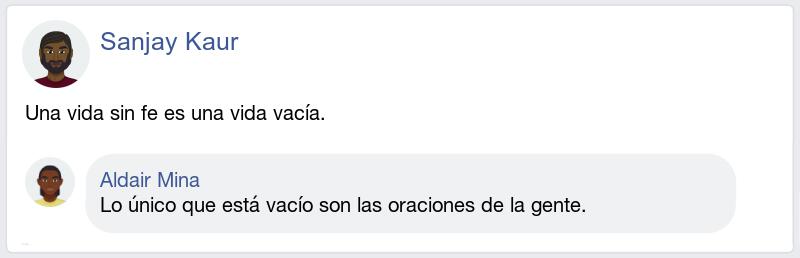 Sanjay Kaur
Una vida sin fe es una vida vacía.
Aldair Mina
Lo único que está vacío son las oraciones de la gente.